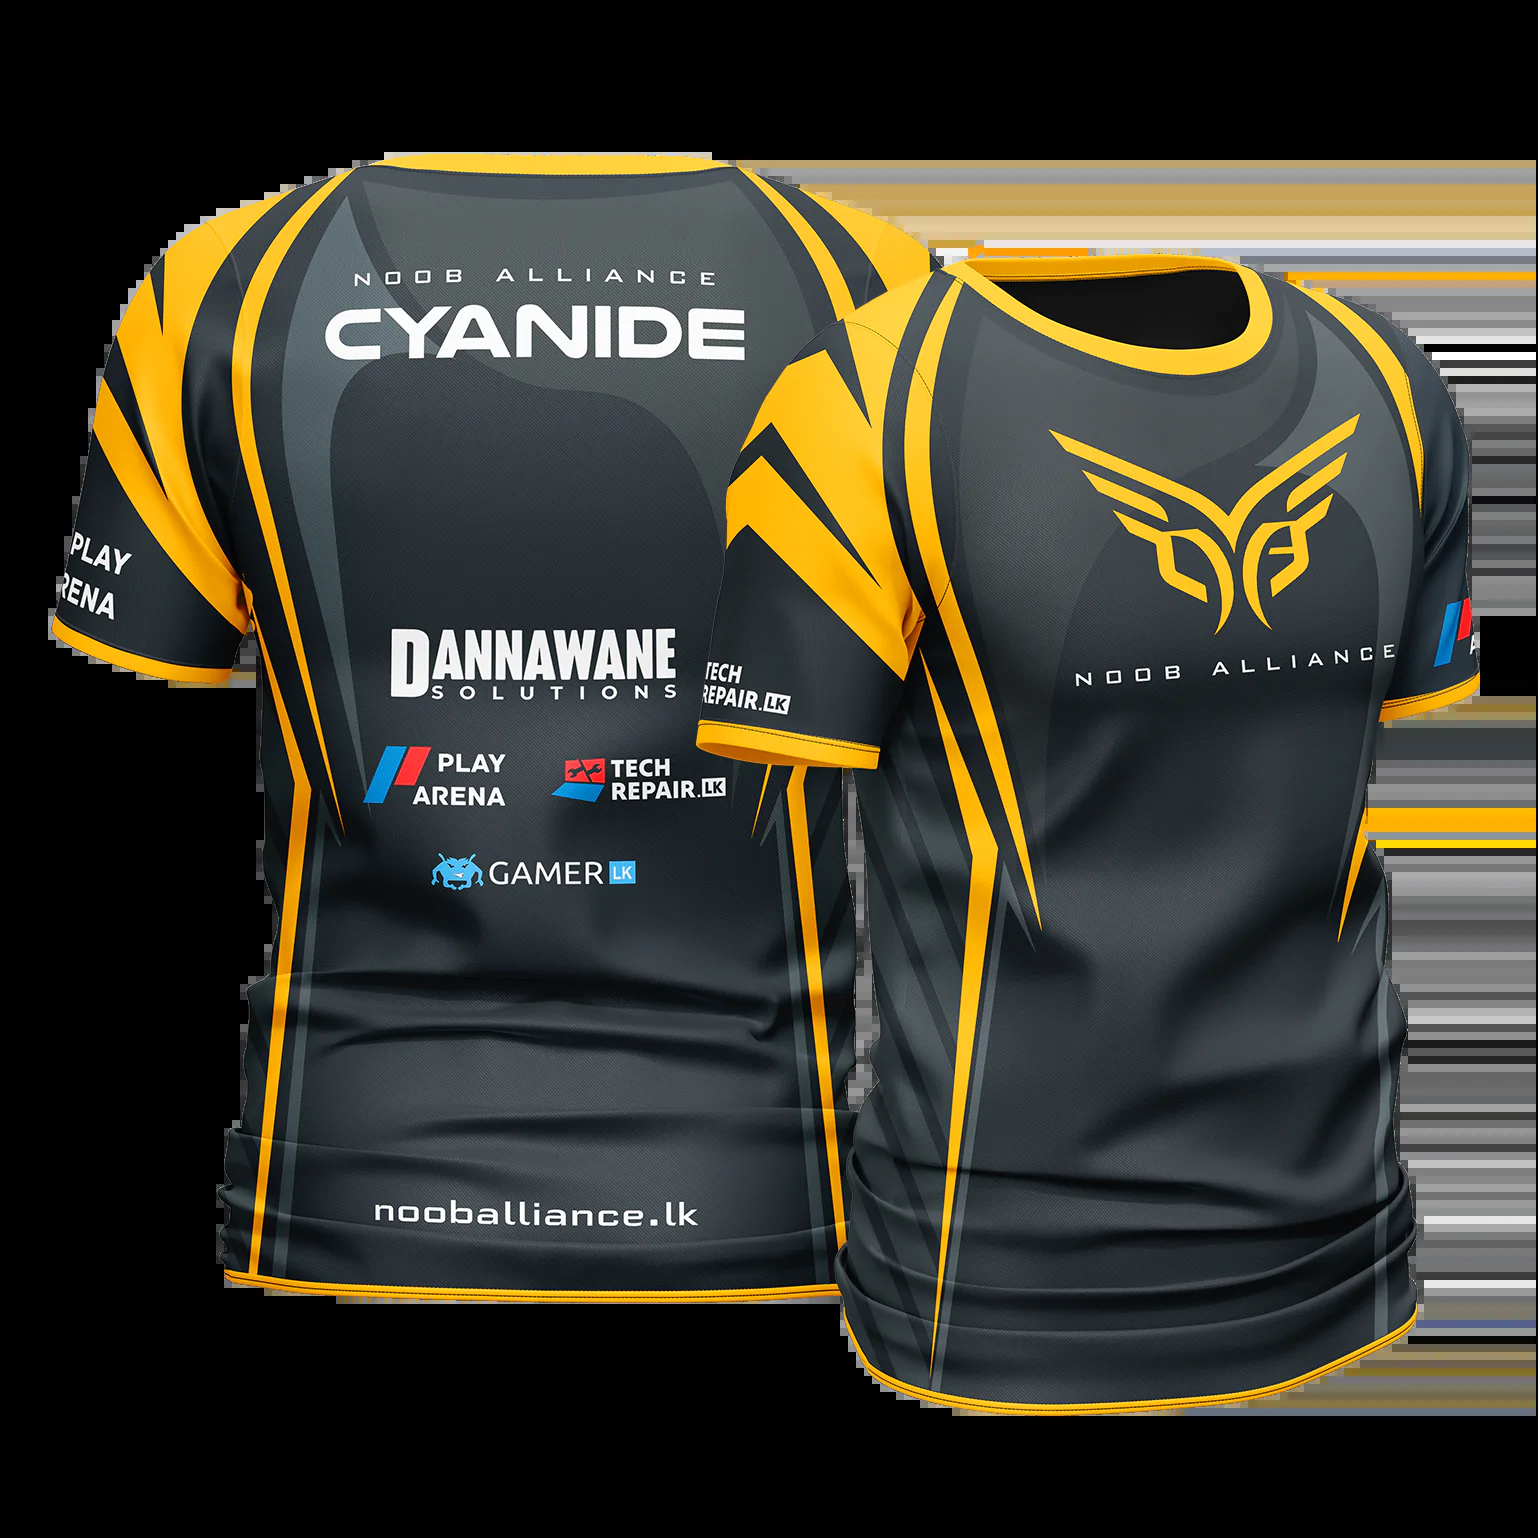 NOOB ALLIANCE
CYANIDE
DANNAWANE
SOLUTIONS
PLAY
ARENA
TECH
REPAIR.LK
GAMER LK
nooballiance.lk
PLAY
RENA
TECH
REPAIR.LK
NOOB ALLIANCE
A